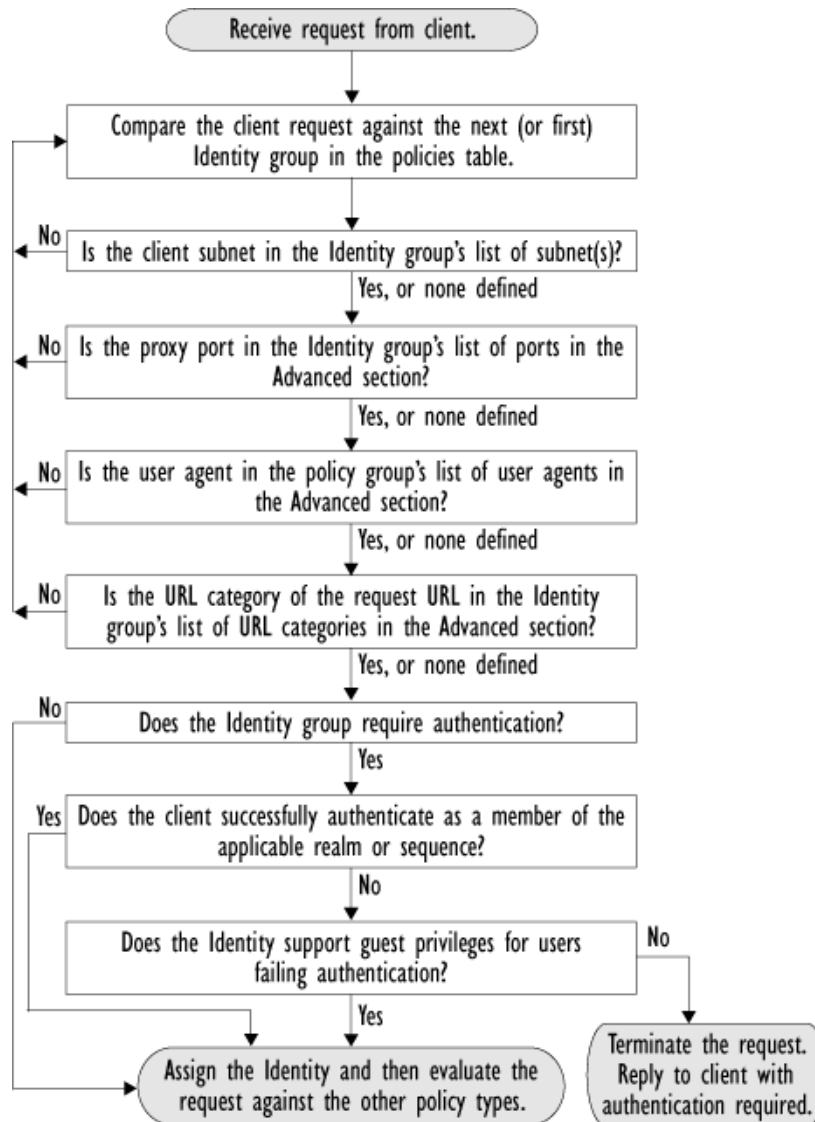 Receive request from client.
Compare the client request against the next (or first)
Identity group in the policies table.
No
Is the client subnet in the Identity group's list of subnet(s)?
Yes, or none defined
No
Is the proxy port in the Identity group's list of ports in the
Advanced section?
Yes, or none defined
No
Is the user agent in the policy group's list of user agents in
the Advanced section?
Yes, or none defined
No
Is the URL category of the request URL in the Identity
group's list of URL categories in the Advanced section?
Yes, or none defined
No
Does the Identity group require authentication?
Yes
Yes
Does the client successfully authenticate as a member of the
applicable realm or sequence?
No
Does the Identity support guest privileges for users
failing authentication?
No
Yes
Assign the Identity and then evaluate the
request against the other policy types.
Terminate the request.
Reply to client with
authentication required.